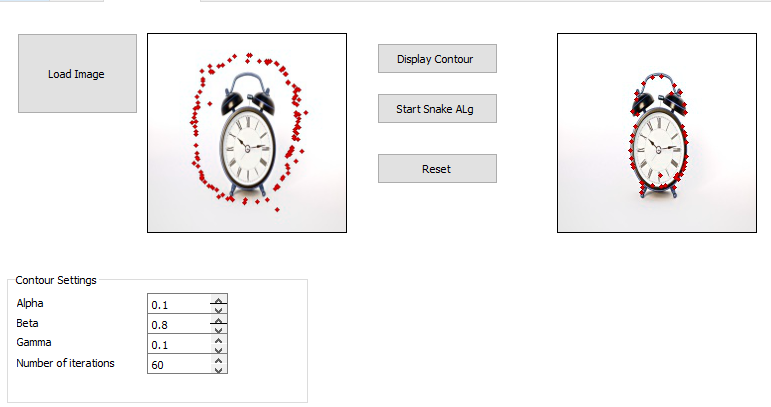 Load Image
Display Contour
Start Snake ALg
Reset
Contour Settings
Alpha 0.1
Beta 0.8
Gamma 0.1
Number of iterations 60